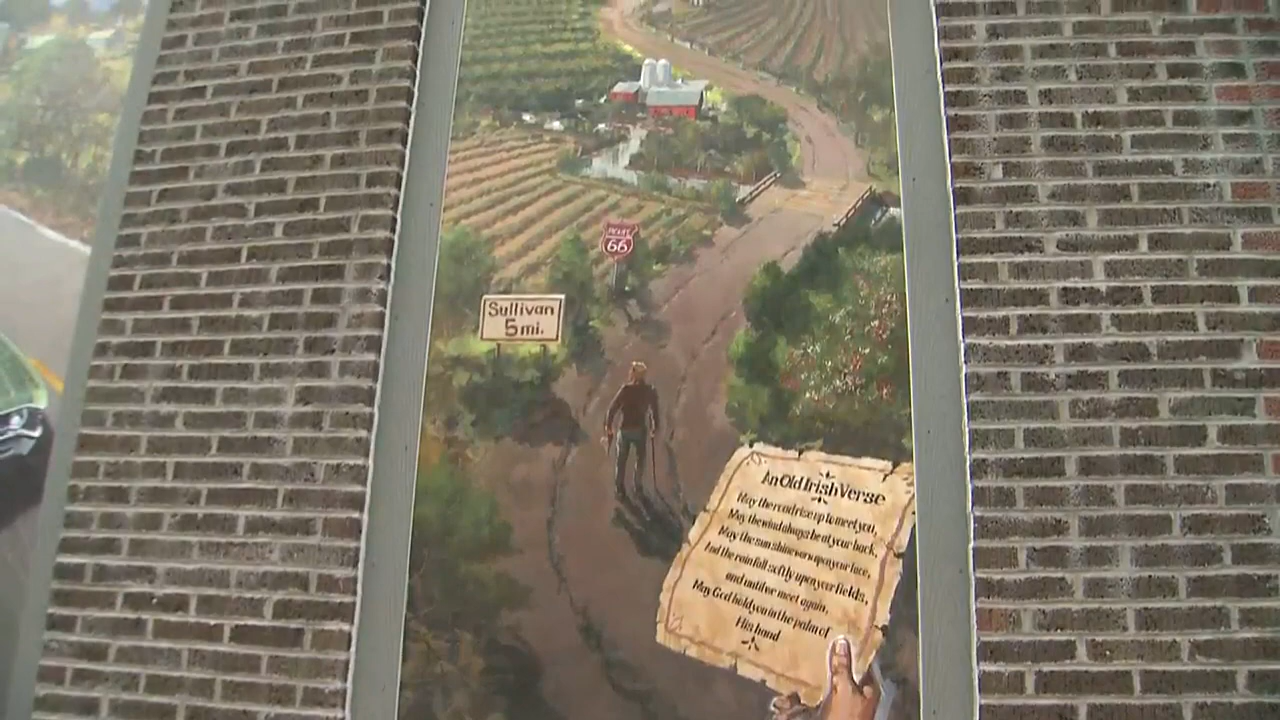 ROUTE
66
Sullivan
5 mi.
An Old Irish Verse
May the road rise up to meet you,
May the wind always be at your back,
May the sun shine warm upon your face,
And the rain fall softly upon your fields,
and until we meet again,
May God hold you in the palm of
His hand